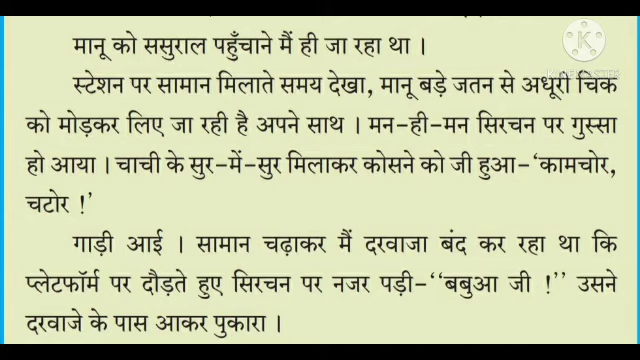 मानू को ससुराल पहुँचाने मैं ही जा रहा था ।
स्टेशन पर सामान मिलाते समय देखा, मानू बड़े जतन से अधूरी चिक
को मोड़कर लिए जा रही है अपने साथ । मन-ही-मन सिरचन पर गुस्सा
हो आया । चाची के सुर-में-सुर मिलाकर कोसने को जी हुआ-‘कामचोर,
चटोर !’
गाड़ी आई । सामान चढ़ाकर मैं दरवाजा बंद कर रहा था कि
प्लेटफॉर्म पर दौड़ते हुए सिरचन पर नजर पड़ी-‘‘बबुआ जी !’’ उसने
दरवाजे के पास आकर पुकारा ।